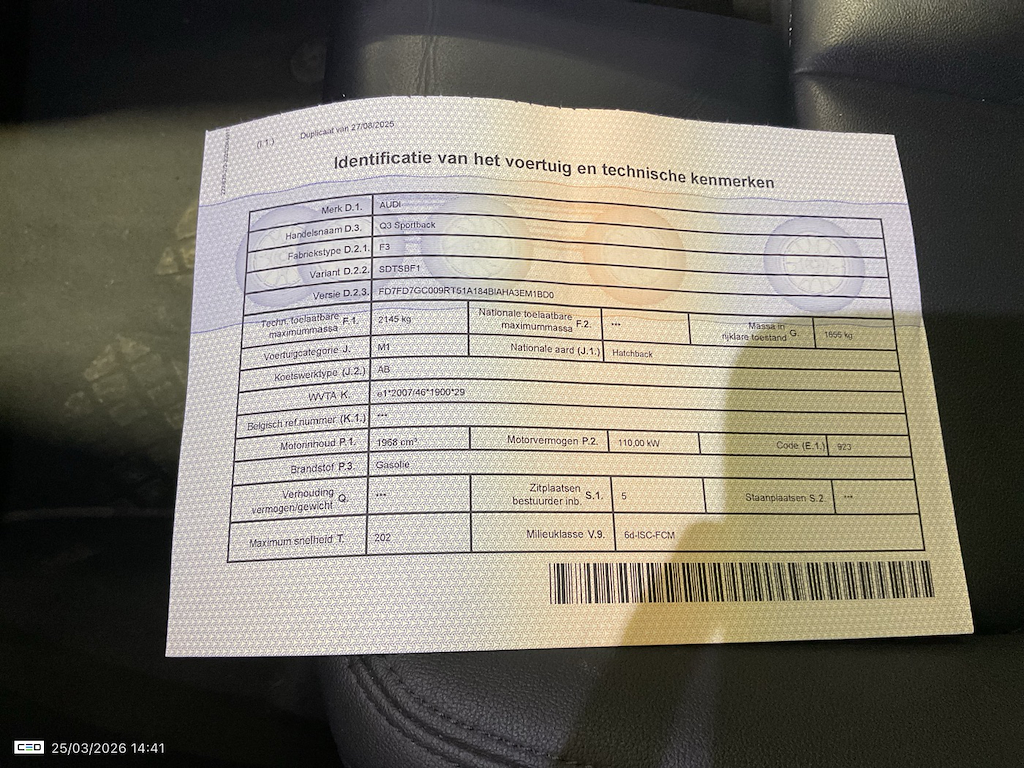 (I.1.)
Duplicaat van 27/08/2025
Identificatie van het voertuig en technische kenmerken
Merk D.1. AUDI
Handelsnaam D.3. Q3 Sportback
Fabriekstype D.2.1. F3
Variant D.2.2. SDTSBF1
Versie D.2.3. FD7FD7GC009RT51A184BIAHA3EM1BD0
Techn. toelaatbare maximummassa F.1. 2145 kg Nationale toelaatbare maximummassa F.2. *** Massa in rijklare toestand G. 1655 kg
Voertuigcategorie J. M1 Nationale aard (J.1.) Hatchback
Koetswerktype (J.2.) AB
WVTA K. e1*2007/46*1900*29
Belgisch ref.nummer (K.1.) ***
Motorinhoud P.1. 1968 cm³ Motorvermogen P.2. 110,00 kW Code (E.1.) 923
Brandstof P.3. Gasolie
Verhouding vermogen/gewicht Q. *** Zitplaatsen bestuurder inb. S.1. 5 Staanplaatsen S.2. ***
Maximum snelheid T. 202 Milieuklasse V.9. 6d-ISC-FCM
CEO 25/03/2026 14:41